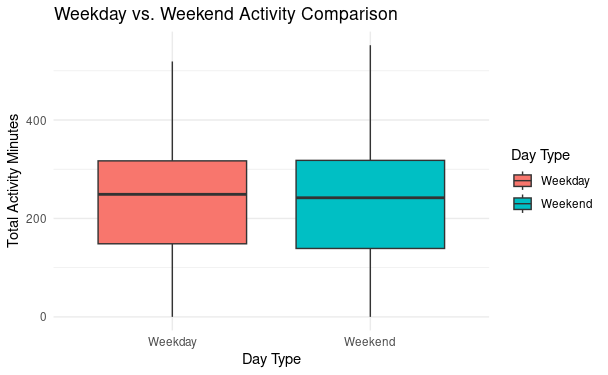 Weekday vs. Weekend Activity Comparison
Total Activity Minutes
400
200
0
Weekday
Weekend
Day Type
Day Type
Weekday
Weekend